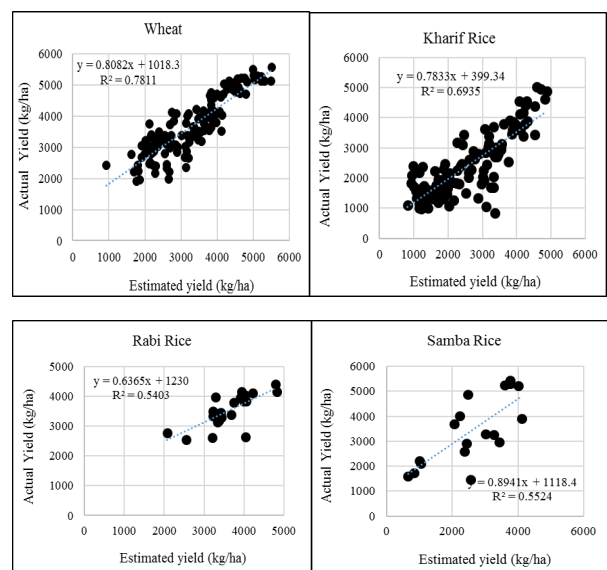 Wheat
y = 0.8082x + 1018.3
R² = 0.7811
Actual Yield (kg/ha)
6000
5000
4000
3000
2000
1000
0
0 1000 2000 3000 4000 5000 6000
Estimated yield (kg/ha)
Kharif Rice
y = 0.7833x + 399.34
R² = 0.6935
Actual Yield (kg/ha)
6000
5000
4000
3000
2000
1000
0
0 1000 2000 3000 4000 5000 6000
Estimated yield (kg/ha)
Rabi Rice
y = 0.6365x + 1230
R² = 0.5403
Actual Yield (kg/ha)
5000
4000
3000
2000
1000
0
0 1000 2000 3000 4000 5000
Estimated yield (kg/ha)
Samba Rice
Actual Yield (kg/ha)
6000
5000
4000
3000
2000
1000
0
= 0.8941x + 1118.4
R² = 0.5524
0 2000 4000 6000
Estimated yield (kg/ha)